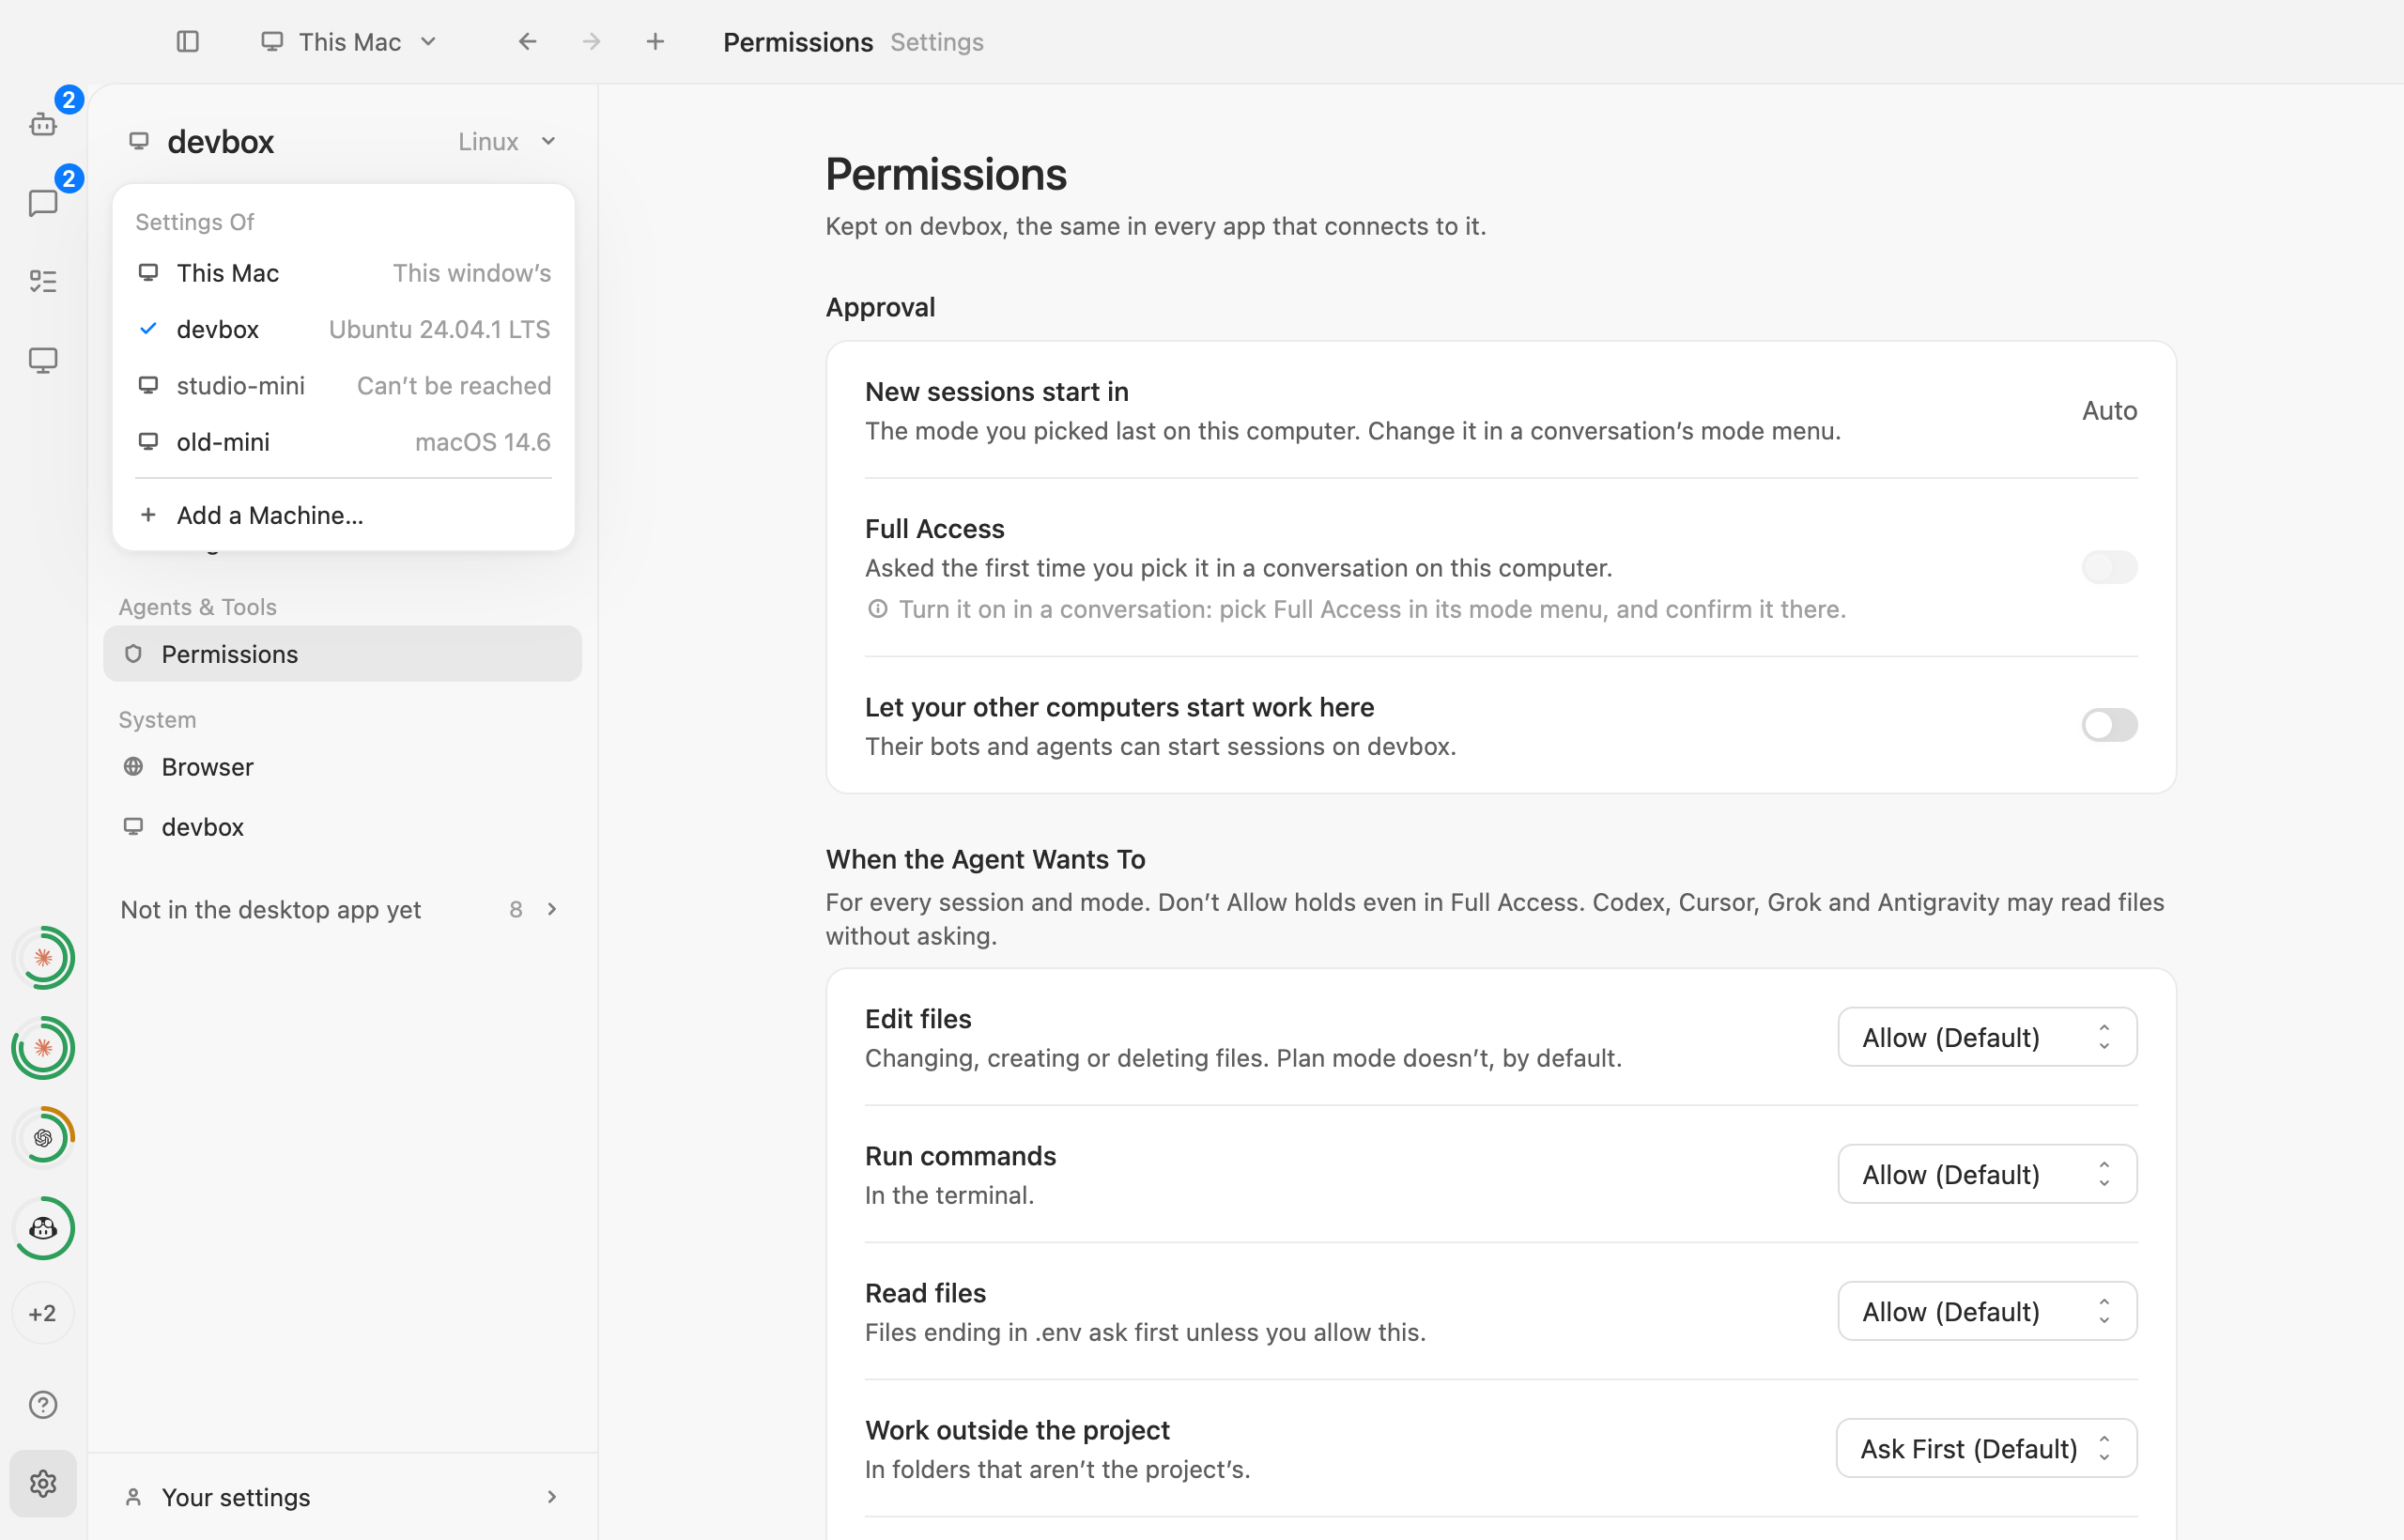 This Mac
Permissions Settings
2
2
devbox Linux
Settings Of
This Mac This window’s
devbox Ubuntu 24.04.1 LTS
studio-mini Can’t be reached
old-mini macOS 14.6
Add a Machine...
Agents & Tools
Permissions
System
Browser
devbox
Not in the desktop app yet 8
+2
Your settings
Permissions
Kept on devbox, the same in every app that connects to it.
Approval
New sessions start in
The mode you picked last on this computer. Change it in a conversation’s mode menu.
Auto
Full Access
Asked the first time you pick it in a conversation on this computer.
Turn it on in a conversation: pick Full Access in its mode menu, and confirm it there.
Let your other computers start work here
Their bots and agents can start sessions on devbox.
When the Agent Wants To
For every session and mode. Don’t Allow holds even in Full Access. Codex, Cursor, Grok and Antigravity may read files
without asking.
Edit files
Changing, creating or deleting files. Plan mode doesn’t, by default.
Allow (Default)
Run commands
In the terminal.
Allow (Default)
Read files
Files ending in .env ask first unless you allow this.
Allow (Default)
Work outside the project
In folders that aren’t the project’s.
Ask First (Default)